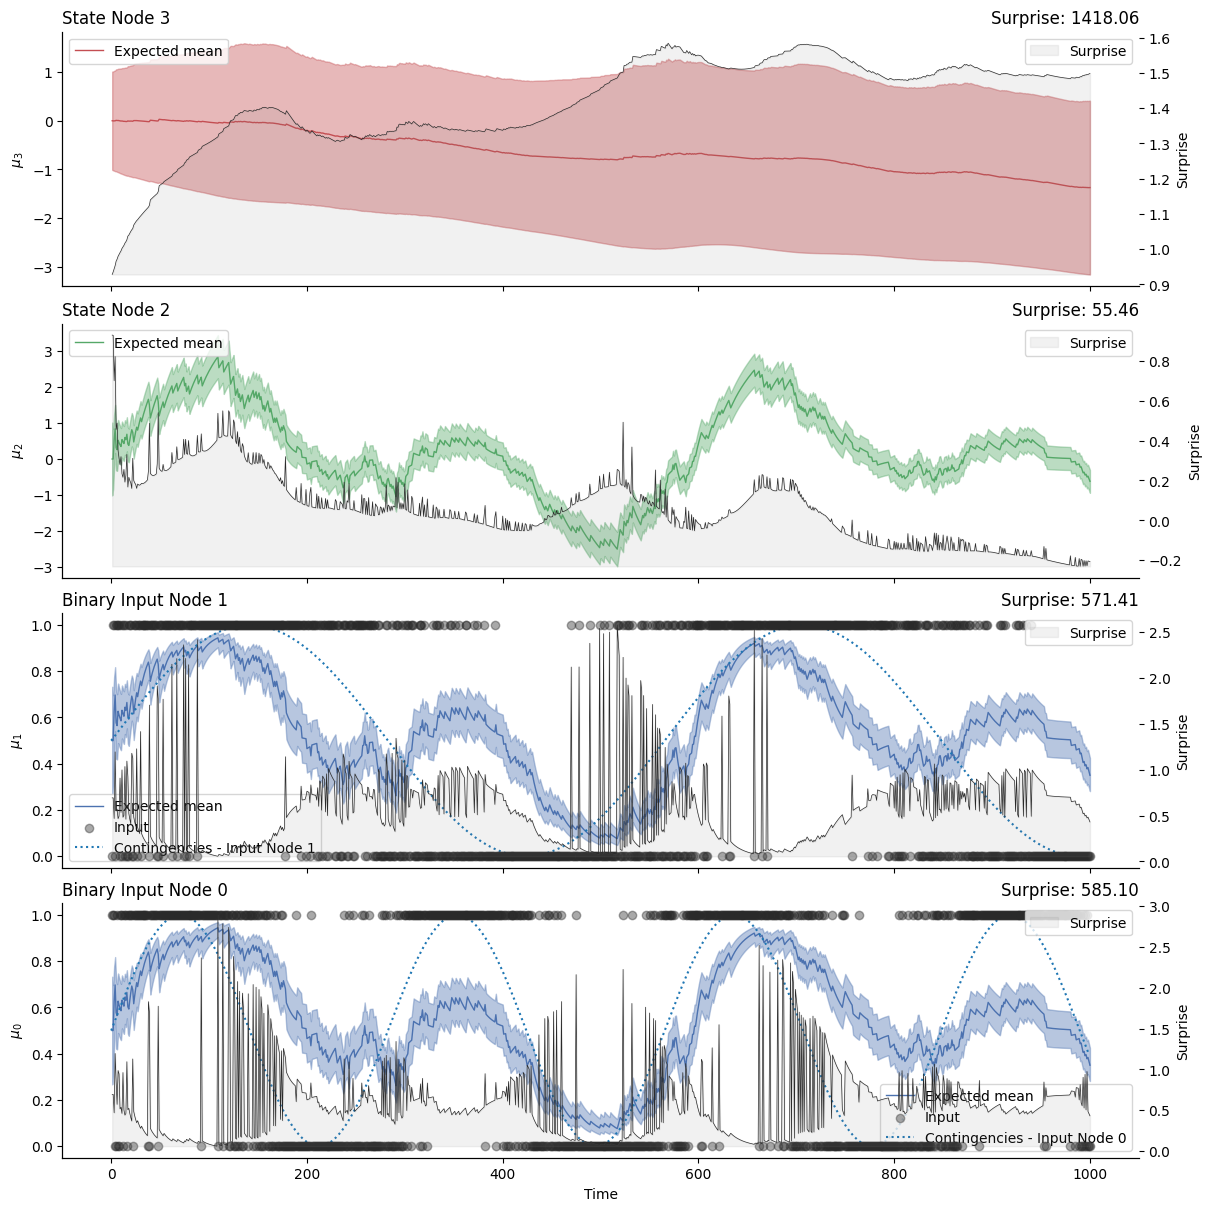 State Node 3
Surprise: 1418.06
Expected mean
Surprise
1
0
−1
−2
−3
μ3
1.6
1.5
1.4
1.3
1.2
1.1
1.0
0.9
Surprise
State Node 2
Surprise: 55.46
Expected mean
Surprise
3
2
1
0
−1
−2
−3
μ2
0.8
0.6
0.4
0.2
0.0
−0.2
Surprise
Binary Input Node 1
Surprise: 571.41
Surprise
1.0
0.8
0.6
0.4
0.2
0.0
μ1
Expected mean
Input
Contingencies - Input Node 1
2.5
2.0
1.5
1.0
0.5
0.0
Surprise
Binary Input Node 0
Surprise: 585.10
Surprise
1.0
0.8
0.6
0.4
0.2
0.0
μ0
Expected mean
Input
Contingencies - Input Node 0
3.0
2.5
2.0
1.5
1.0
0.5
0.0
Surprise
0
200
400
600
800
1000
Time